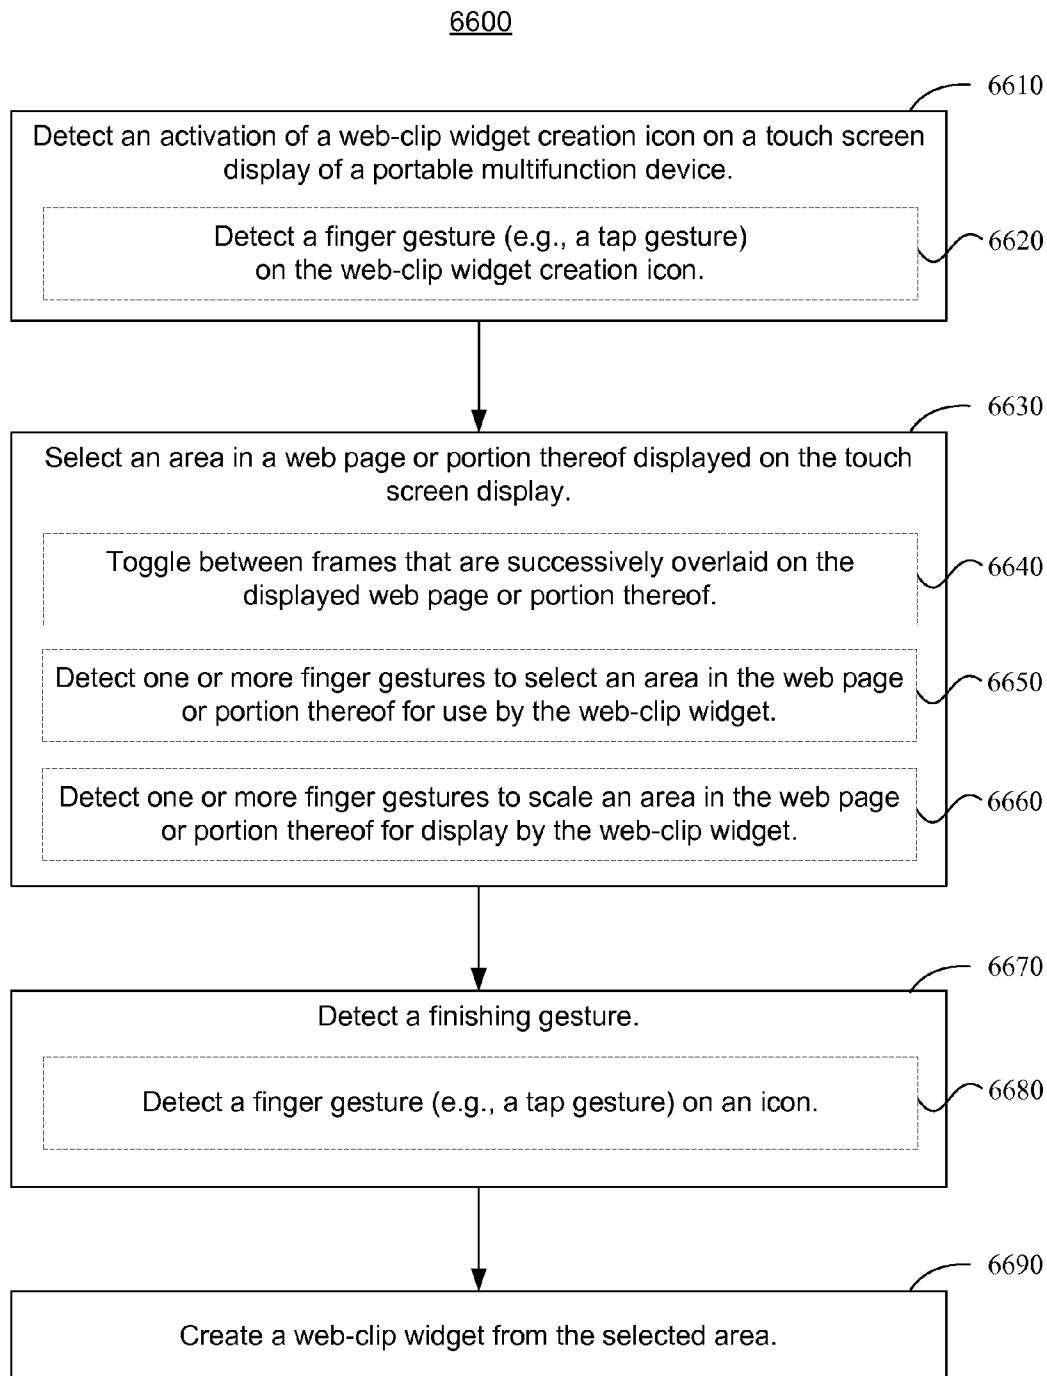 6600
6610
Detect an activation of a web-clip widget creation icon on a touch screen
display of a portable multifunction device.
Detect a finger gesture (e.g., a tap gesture)
on the web-clip widget creation icon.
6620
6630
Select an area in a web page or portion thereof displayed on the touch
screen display.
Toggle between frames that are successively overlaid on the
displayed web page or portion thereof.
6640
Detect one or more finger gestures to select an area in the web page
or portion thereof for use by the web-clip widget.
6650
Detect one or more finger gestures to scale an area in the web page
or portion thereof for display by the web-clip widget.
6660
6670
Detect a finishing gesture.
Detect a finger gesture (e.g., a tap gesture) on an icon.
6680
6690
Create a web-clip widget from the selected area.